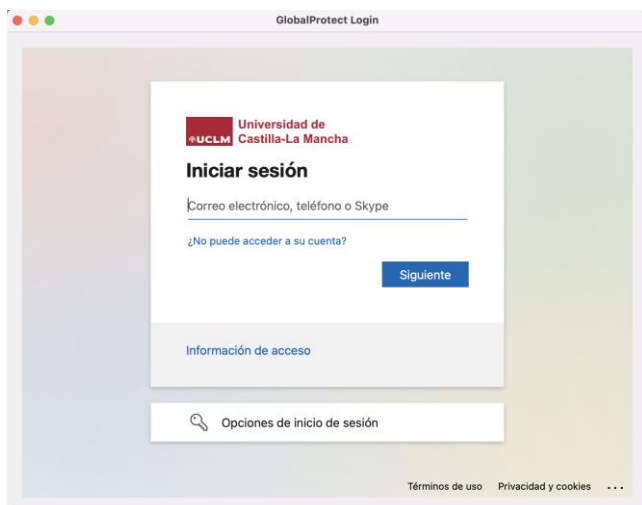 GlobalProtect Login
Universidad de
UCLM Castilla-La Mancha
Iniciar sesión
Correo electrónico, teléfono o Skype
¿No puede acceder a su cuenta?
Siguiente
Información de acceso
Opciones de inicio de sesión
Términos de uso Privacidad y cookies ...